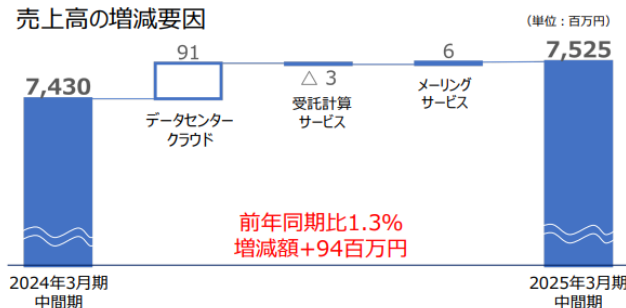 売上高の増減要因
(単位:百万円)
7,430
91
データセンター
クラウド
△ 3
受託計算
サービス
6
メーリング
サービス
7,525
前年同期比1.3%
増減額+94百万円
2024年3月期
中間期
2025年3月期
中間期